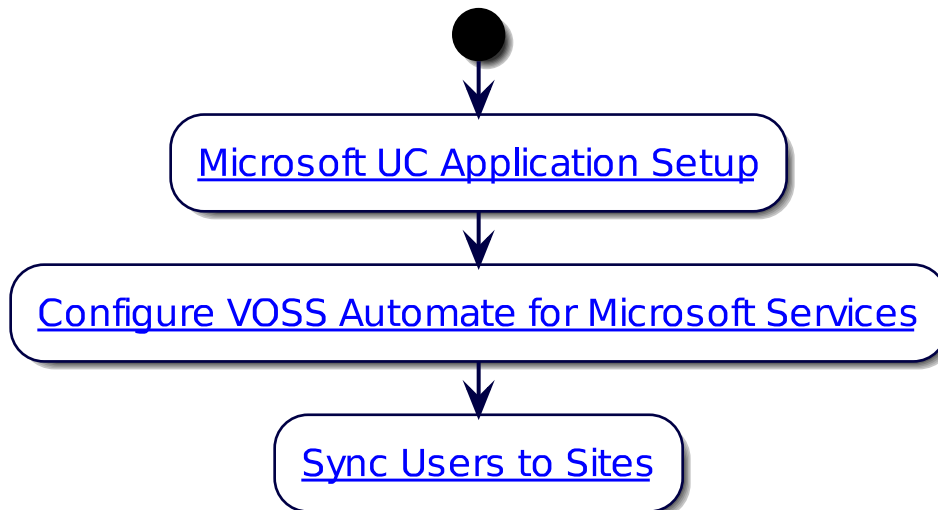 Microsoft UC Application Setup
Configure VOSS Automate for Microsoft Services
Sync Users to Sites